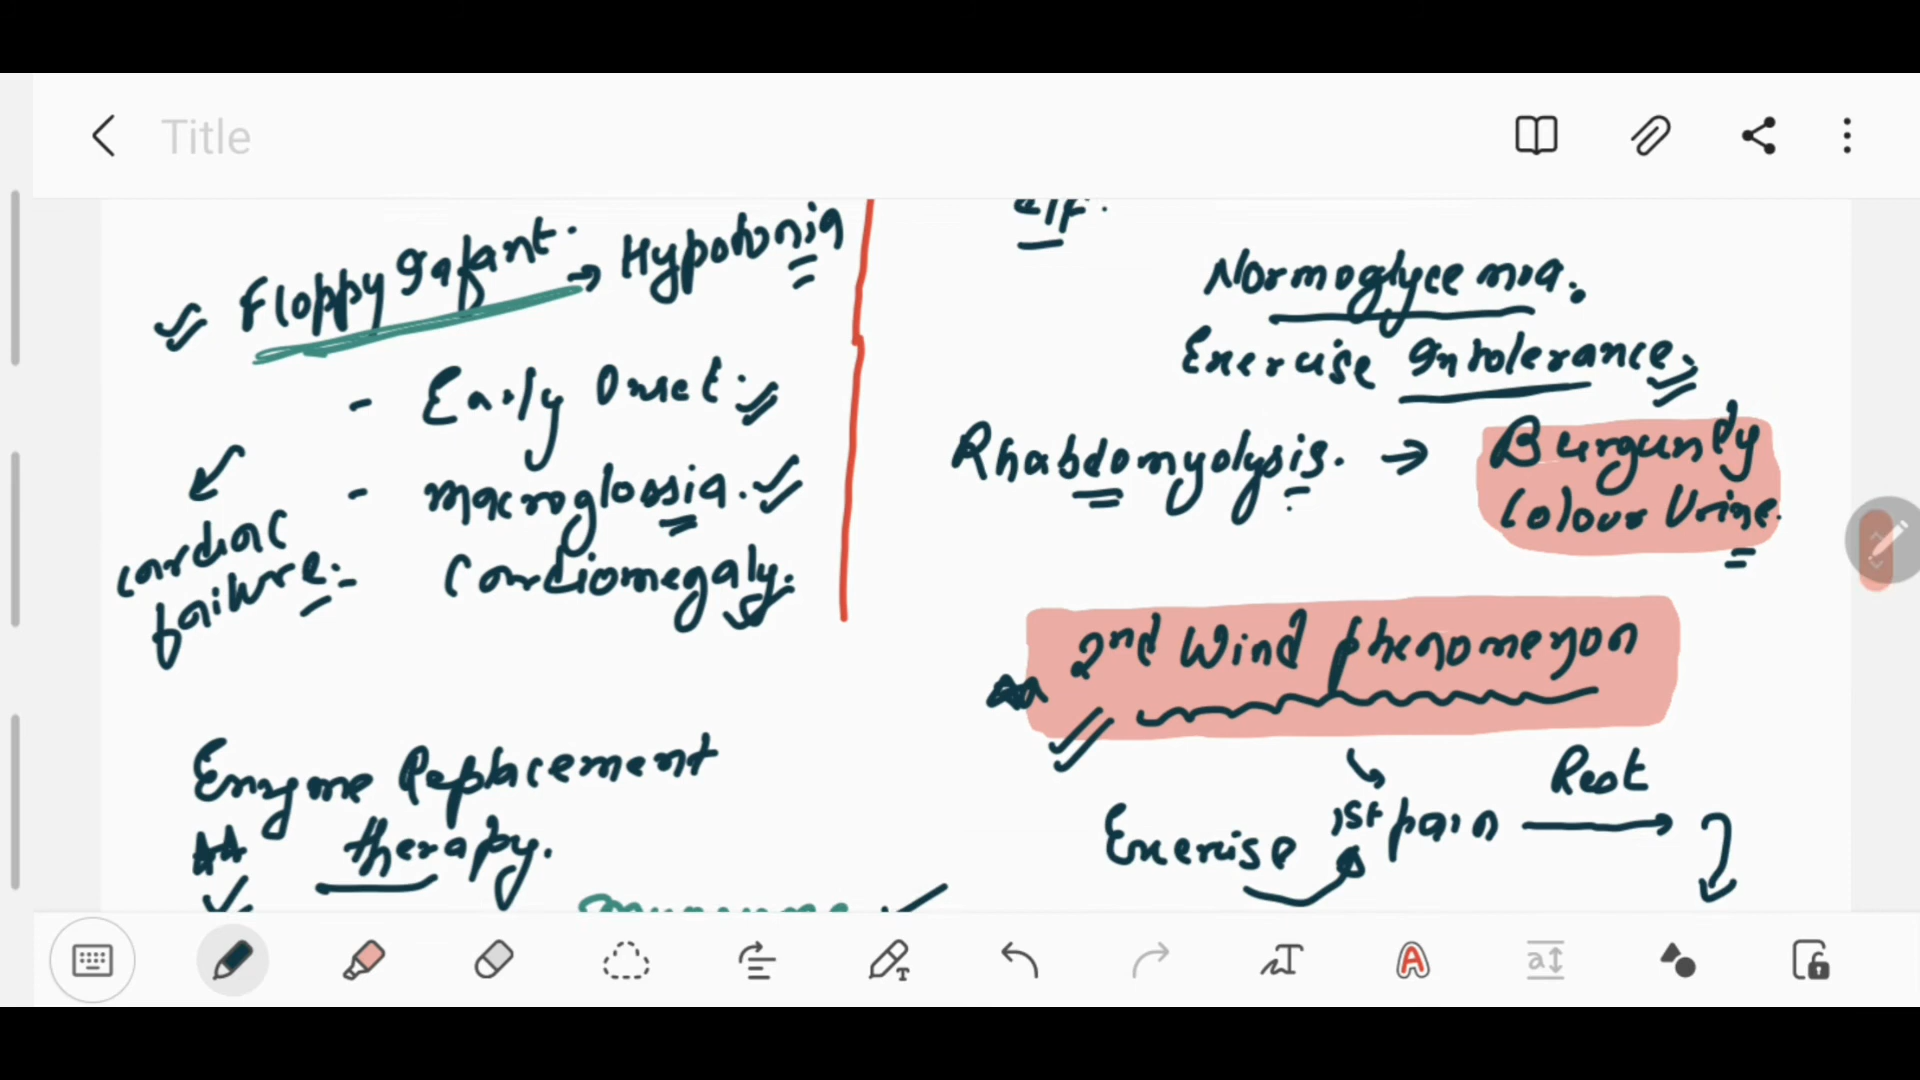 Title
Floppy Infant. → Hypotonia
- Early Onset.
- Macroglossia.
- Cardiomegaly.
cardiac
failure.
Enzyme Replacement
therapy.
c/f.
Normoglycemia.
Exercise Intolerance.
Rhabdomyolysis. → Burgundy
Colour Urine.
2nd Wind phenomenon
Exercise 1st pain Rest